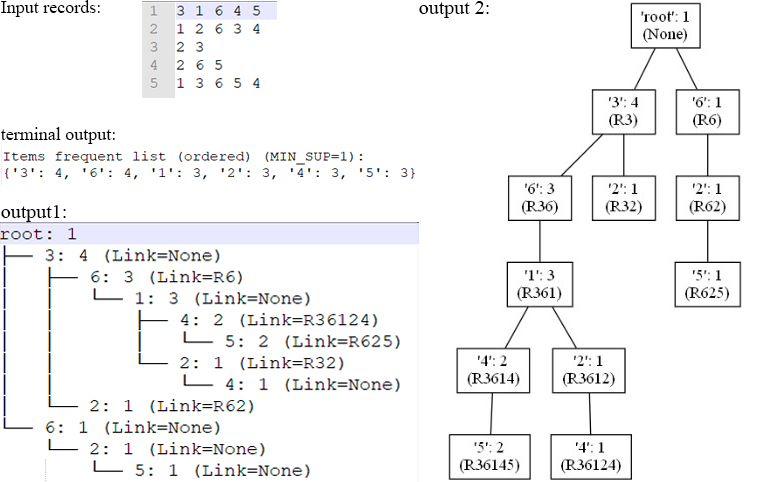 Input records:
1 3 1 6 4 5
2 1 2 6 3 4
3 2 3
4 2 6 5
5 1 3 6 5 4
terminal output:
Items frequent list (ordered) (MIN_SUP=1):
{'3': 4, '6': 4, '1': 3, '2': 3, '4': 3, '5': 3}
output1:
root: 1
3: 4 (Link=None)
6: 3 (Link=R6)
1: 3 (Link=None)
4: 2 (Link=R36124)
5: 2 (Link=R625)
2: 1 (Link=R32)
4: 1 (Link=None)
2: 1 (Link=R62)
6: 1 (Link=None)
2: 1 (Link=None)
5: 1 (Link=None)
output 2:
'root': 1
(None)
'3': 4
(R3)
'6': 1
(R6)
'6': 3
(R36)
'2': 1
(R32)
'2': 1
(R62)
'1': 3
(R361)
'5': 1
(R625)
'4': 2
(R3614)
'2': 1
(R3612)
'5': 2
(R36145)
'4': 1
(R36124)